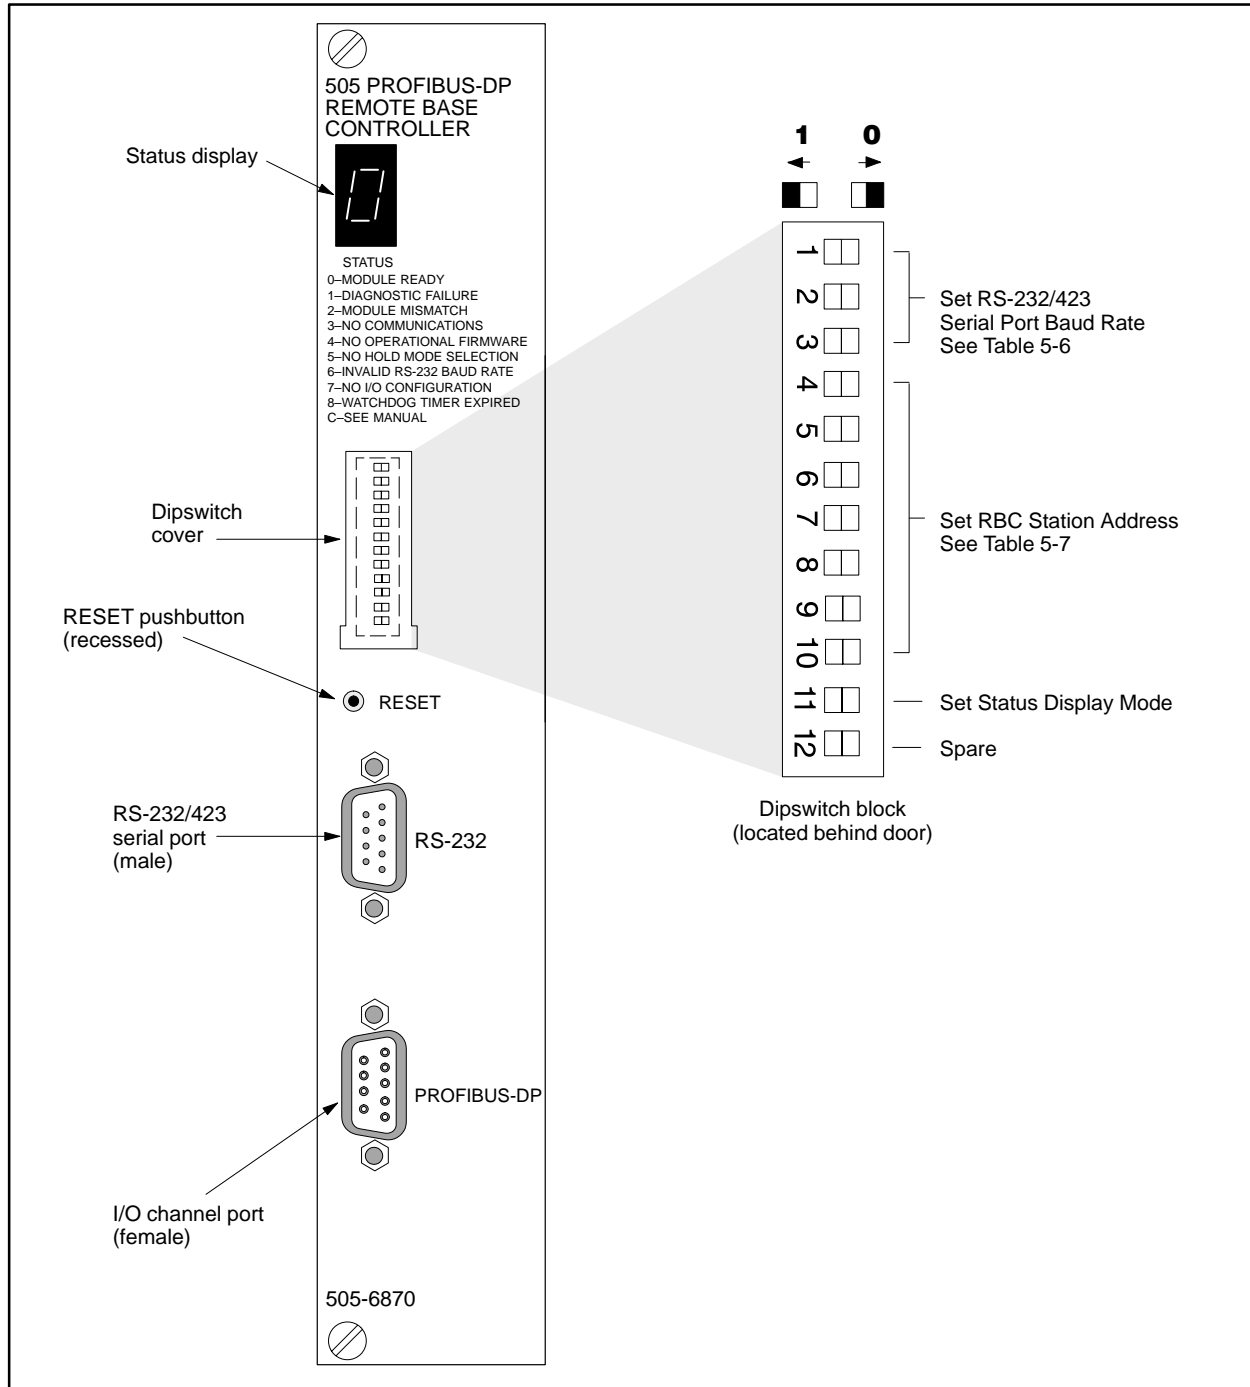 505 PROFIBUS-DP
REMOTE BASE
CONTROLLER
Status display
0
STATUS
0–MODULE READY
1–DIAGNOSTIC FAILURE
2–MODULE MISMATCH
3–NO COMMUNICATIONS
4–NO OPERATIONAL FIRMWARE
5–NO HOLD MODE SELECTION
6–INVALID RS-232 BAUD RATE
7–NO I/O CONFIGURATION
8–WATCHDOG TIMER EXPIRED
C–SEE MANUAL
Dipswitch
cover
RESET pushbutton
(recessed)
RESET
RS-232/423
serial port
(male)
RS-232
PROFIBUS-DP
I/O channel port
(female)
505-6870
1 0
1
2
3
Set RS-232/423
Serial Port Baud Rate
See Table 5-6
4
5
6
7
8
9
10
Set RBC Station Address
See Table 5-7
11
Set Status Display Mode
12
Spare
Dipswitch block
(located behind door)